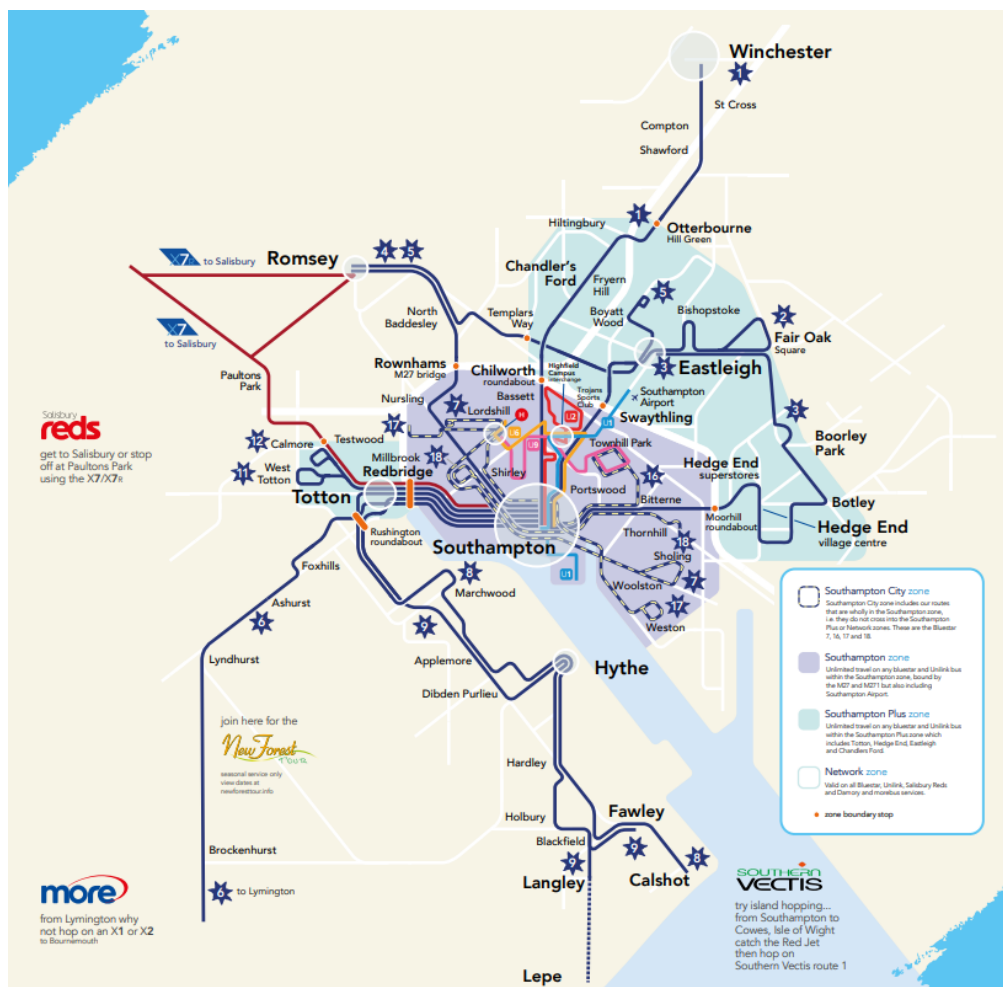 Winchester
1
St Cross
Compton
Shawford
1
Hiltingbury
Otterbourne
Hill Green
X7R to Salisbury
Romsey
4
5
Chandler's
Ford
Fryern
Hill
5
Boyatt
Wood
Bishopstoke
2
Fair Oak
Square
X7
to Salisbury
North
Baddesley
Templars
Way
Eastleigh
3
Paultons
Park
Rownhams
M27 bridge
Chilworth
roundabout
Highfield
Campus
interchange
Bassett
Trojans
Sports
Club
Southampton
Airport
Swaythling
U1
3
Boorley
Park
Nursling
7
Lordshill
H
U2
U6
U9
17
Townhill Park
Salisbury
reds
get to Salisbury or stop
off at Paultons Park
using the X7/X7R
12
Calmore
Testwood
Millbrook
18
Redbridge
Shirley
16
Hedge End
superstores
11
West
Totton
Totton
Portswood
Bitterne
Botley
Rushington
roundabout
Southampton
Moorhill
roundabout
Hedge End
village centre
Thornhill
18
Sholing
Foxhills
8
Marchwood
U1
Woolston
7
17
Weston
Ashurst
6
9
Applemore
Lyndhurst
Dibden Purlieu
Hythe
Southampton City zone
Southampton City zone includes our routes
that are wholly in the Southampton zone,
i.e. they do not cross into the Southampton
Plus or Network zones. These are the Bluestar
7, 16, 17 and 18.
Southampton zone
Unlimited travel on any bluestar and Unilink bus
within the Southampton zone, bound by
the M27 and M271 but also including
Southampton Airport.
Southampton Plus zone
Unlimited travel on any bluestar and Unilink bus
within the Southampton Plus zone which
includes Totton, Hedge End, Eastleigh
and Chandlers Ford.
Network zone
Valid on all Bluestar, Unilink, Salisbury Reds
and Damory and morebus services.
zone boundary stop
join here for the
New Forest
TOUR
seasonal service only
view dates at
newforesttour.info
Hardley
Holbury
Fawley
Blackfield
9
9
8
Langley
Calshot
Brockenhurst
6 to Lymington
more
from Lymington why
not hop on an X1 or X2
to Bournemouth
SOUTHERN
VECTIS
try island hopping...
from Southampton to
Cowes, Isle of Wight
catch the Red Jet
then hop on
Southern Vectis route 1
Lepe